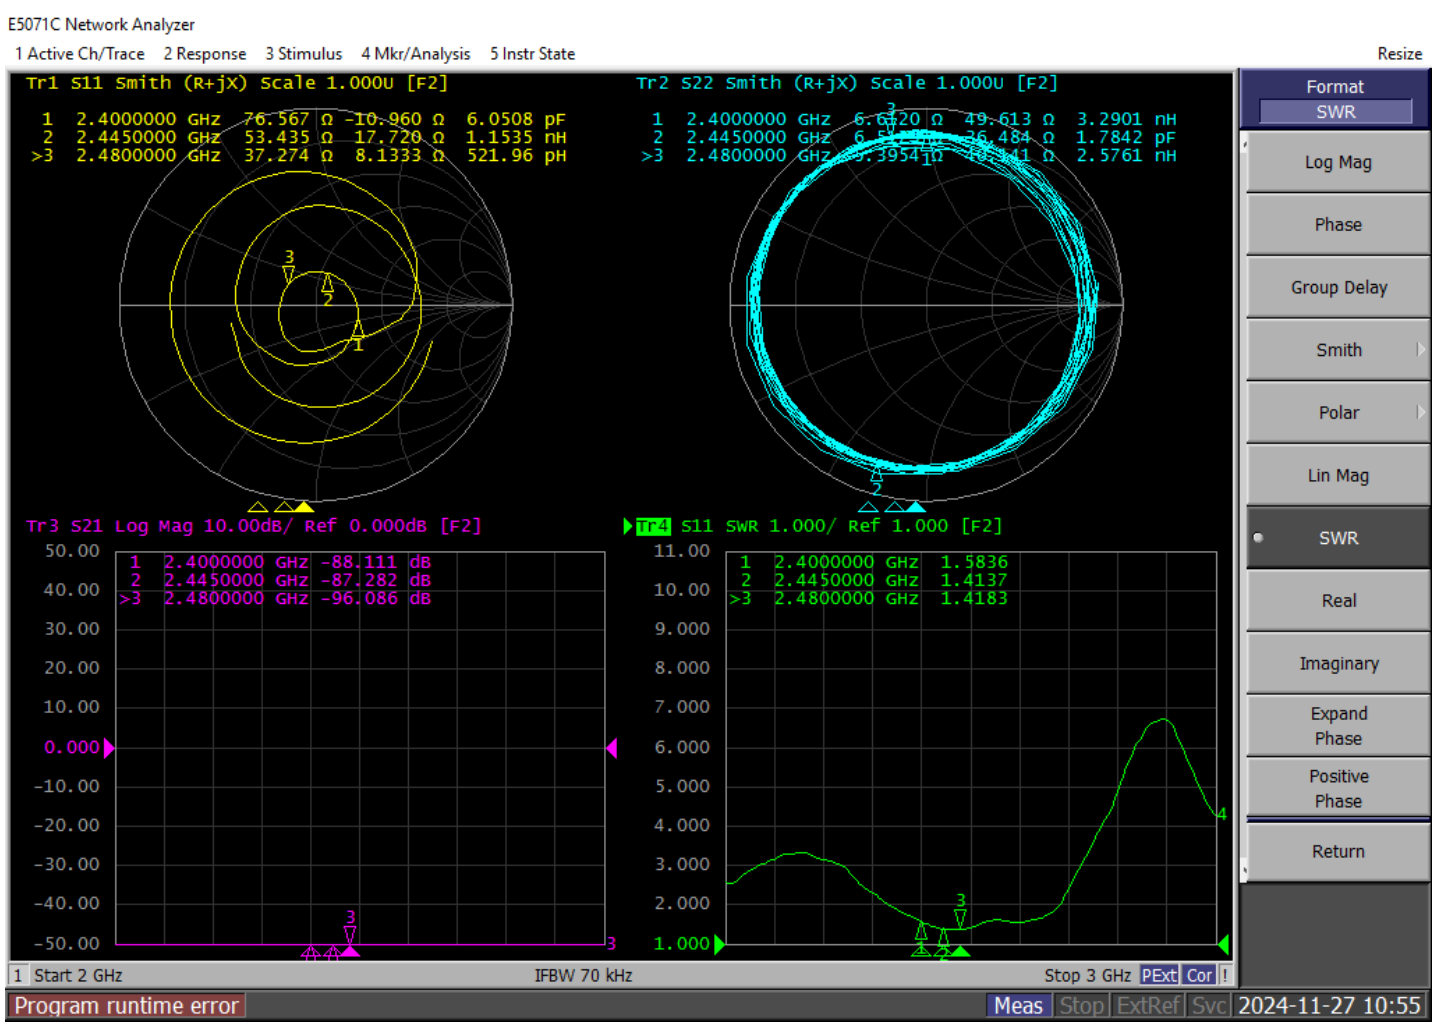 E5071C Network Analyzer
1 Active Ch/Trace 2 Response 3 Stimulus 4 Mkr/Analysis 5 Instr State Resize
Tr1 S11 Smith (R+jX) Scale 1.000U [F2]
1 2.4000000 GHz 76.567 Ω -10.960 Ω 6.0508 pF
2 2.4450000 GHz 53.435 Ω 17.720 Ω 1.1535 nH
>3 2.4800000 GHz 37.274 Ω 8.1333 Ω 521.96 pH
3
2
1
Tr2 S22 Smith (R+jX) Scale 1.000U [F2]
3
1 2.4000000 GHz Ω 49.613 Ω 3.2901 nH
2 2.4450000 GHz Ω 1.7842 pF
>3 2.4800000 GHz Ω Ω 2.5761 nH
1
2
Tr3 S21 Log Mag 10.00dB/ Ref 0.000dB [F2]
50.00
40.00
30.00
20.00
10.00
0.000
-10.00
-20.00
-30.00
-40.00
-50.00
1 2.4000000 GHz -88.111 dB
2 2.4450000 GHz -87.282 dB
>3 2.4800000 GHz -96.086 dB
3
3
Tr4 S11 SWR 1.000/ Ref 1.000 [F2]
11.00
10.00
9.000
8.000
7.000
6.000
5.000
4.000
3.000
2.000
1.000
1 2.4000000 GHz 1.5836
2 2.4450000 GHz 1.4137
>3 2.4800000 GHz 1.4183
4
3
1
2
Format
SWR
Log Mag
Phase
Group Delay
Smith
Polar
Lin Mag
SWR
Real
Imaginary
Expand
Phase
Positive
Phase
Return
1 Start 2 GHz IFBW 70 kHz Stop 3 GHz PExt Cor !
Program runtime error Meas Stop ExtRef Svc 2024-11-27 10:55